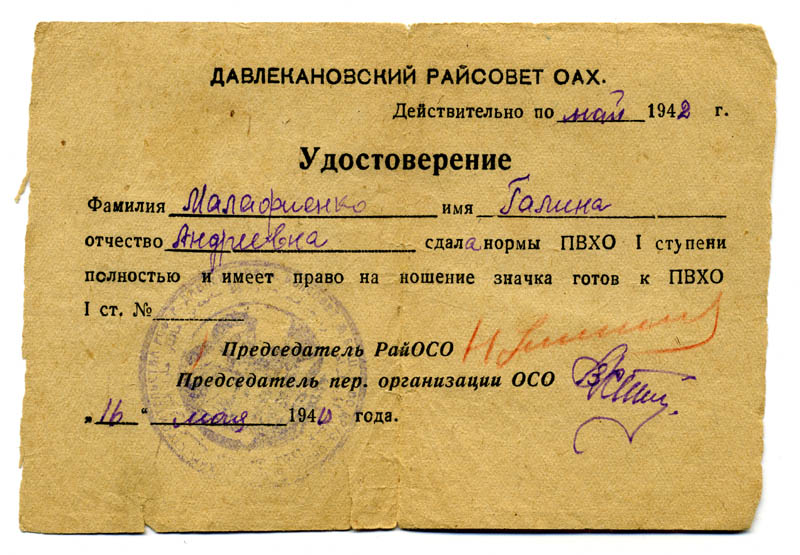 ДАВЛЕКАНОВСКИЙ РАЙСОВЕТ ОАХ.
Действительно по май 1942 г.
Удостоверение
Фамилия Малафиенко имя Галина
отчество Андреевна сдала нормы ПВХО I ступени
полностью и имеет право на ношение значка готов к ПВХО
I ст. №
Председатель РайОСО
Председатель пер. организации ОСО
„16“ мая 1940 года.